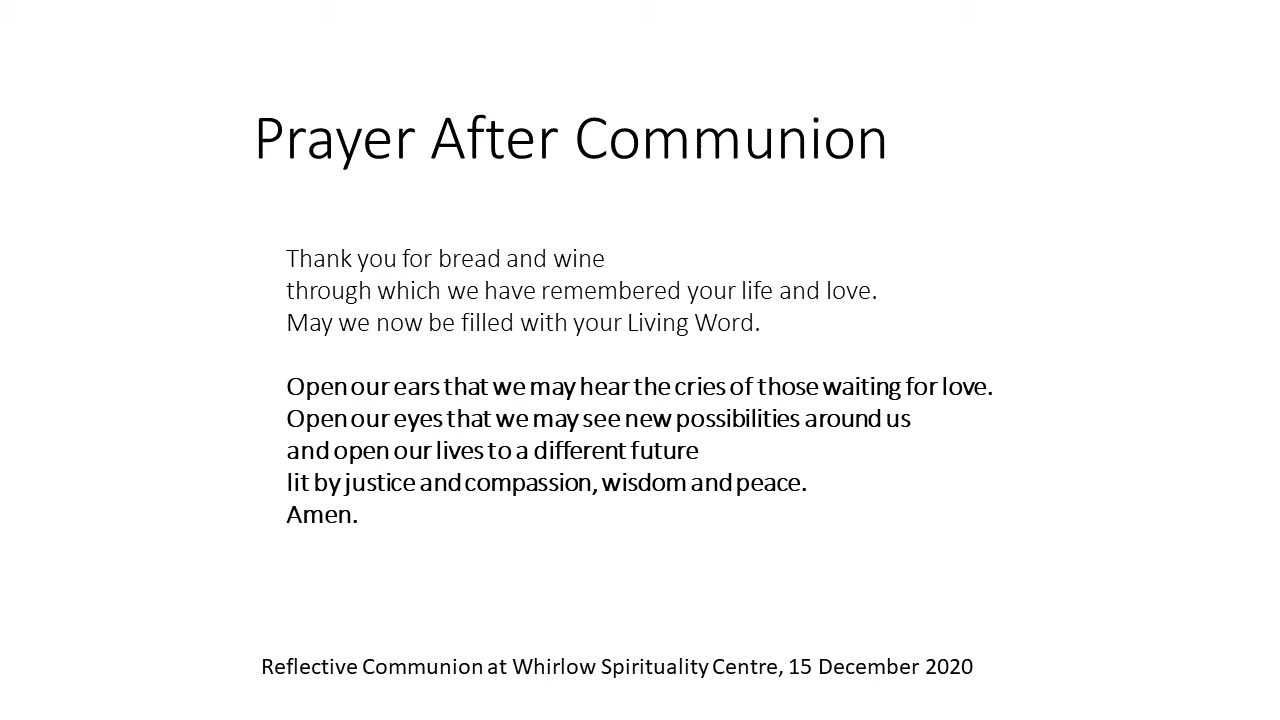 Prayer After Communion
Thank you for bread and wine
through which we have remembered your life and love.
May we now be filled with your Living Word.
Open our ears that we may hear the cries of those waiting for love.
Open our eyes that we may see new possibilities around us
and open our lives to a different future
lit by justice and compassion, wisdom and peace.
Amen.
Reflective Communion at Whirlow Spirituality Centre, 15 December 2020